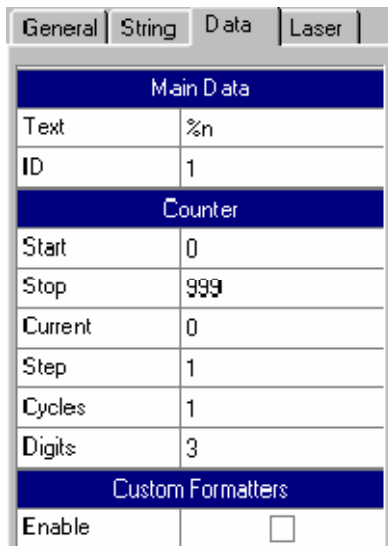 General String Data Laser
Main Data
Text %n
ID 1
Counter
Start 0
Stop 999
Current 0
Step 1
Cycles 1
Digits 3
Custom Formatters
Enable